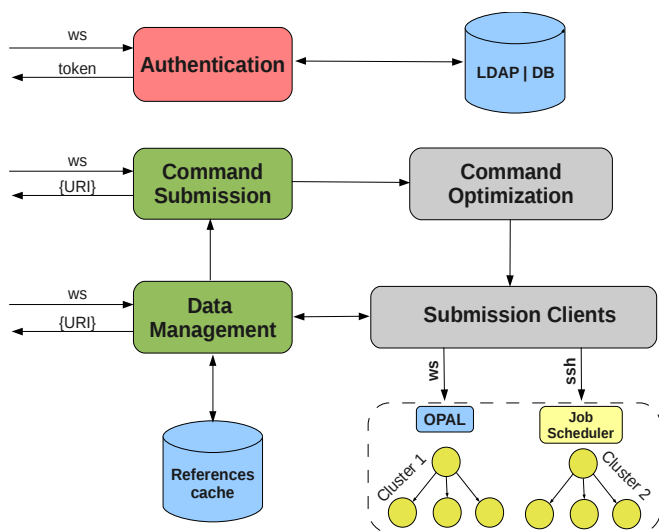 ws
token
Authentication
LDAP | DB
ws
{URI}
Command
Submission
Command
Optimization
ws
{URI}
Data
Management
Submission Clients
ws
ssh
OPAL
Job
Scheduler
References
cache
Cluster 1
Cluster 2